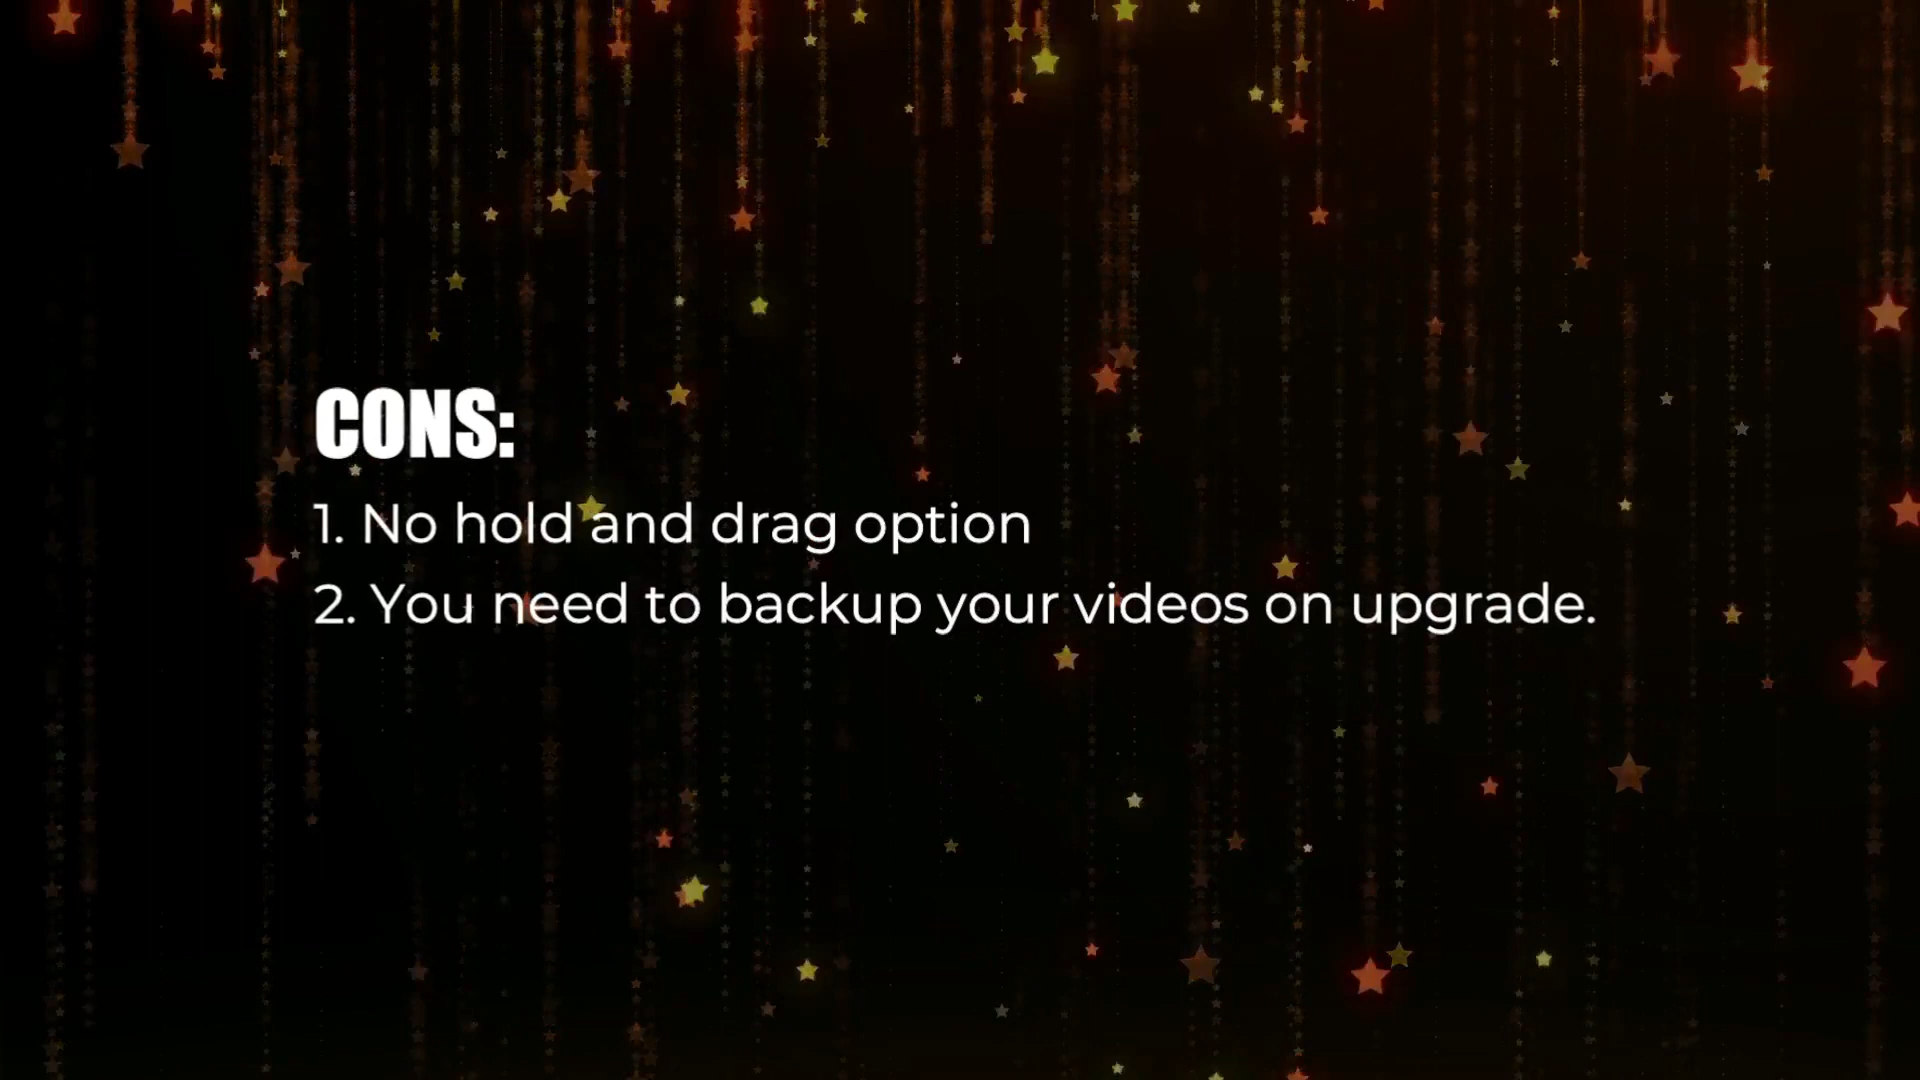 CONS:
1. No hold and drag option
2. You need to backup your videos on upgrade.